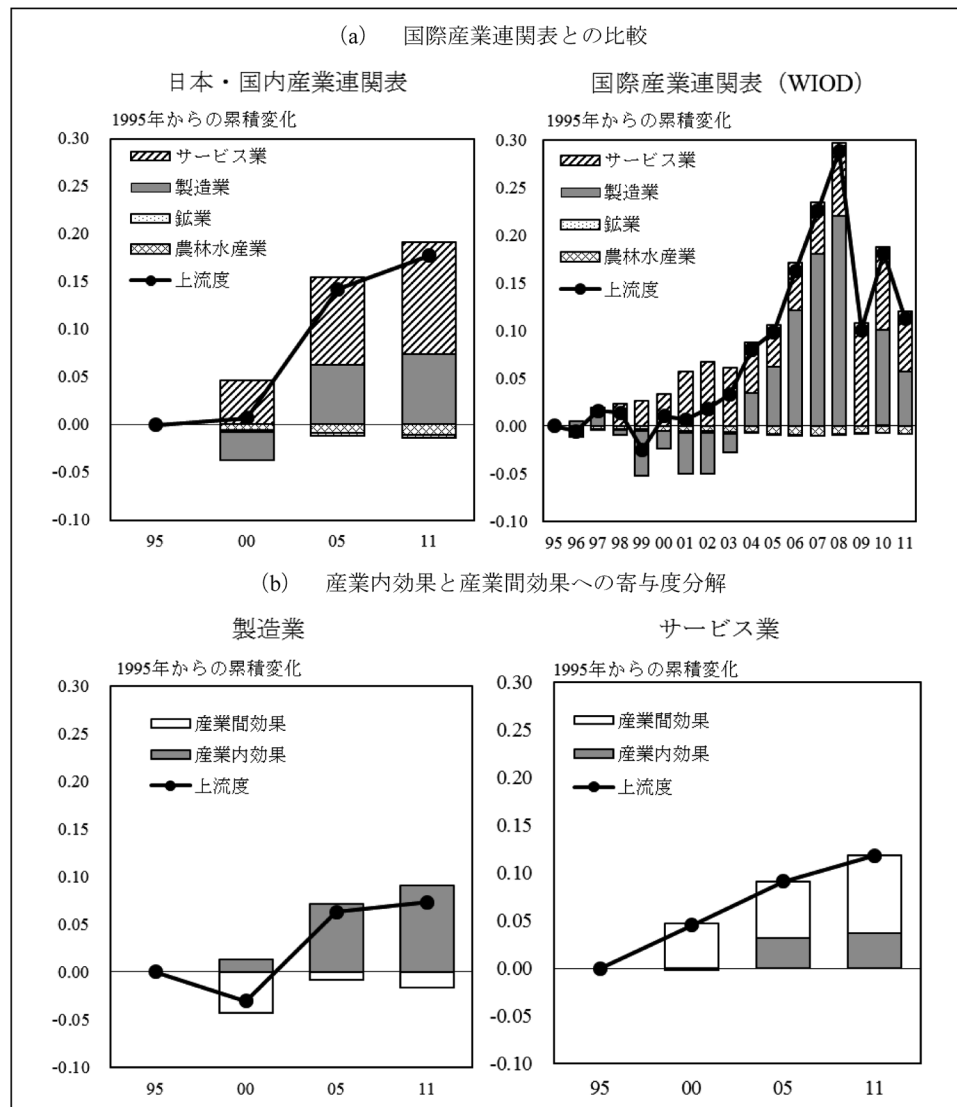 (a) 国際産業連関表との比較
日本・国内産業連関表
1995年からの累積変化
0.30
0.25
0.20
0.15
0.10
0.05
0.00
-0.05
-0.10
サービス業
製造業
鉱業
農林水産業
上流度
95 00 05 11
国際産業連関表（WIOD）
1995年からの累積変化
0.30
0.25
0.20
0.15
0.10
0.05
0.00
-0.05
-0.10
サービス業
製造業
鉱業
農林水産業
上流度
95 96 97 98 99 00 01 02 03 04 05 06 07 08 09 10 11
(b) 産業内効果と産業間効果への寄与度分解
製造業
1995年からの累積変化
0.30
0.25
0.20
0.15
0.10
0.05
0.00
-0.05
-0.10
産業間効果
産業内効果
上流度
95 00 05 11
サービス業
1995年からの累積変化
0.30
0.25
0.20
0.15
0.10
0.05
0.00
-0.05
-0.10
産業間効果
産業内効果
上流度
95 00 05 11